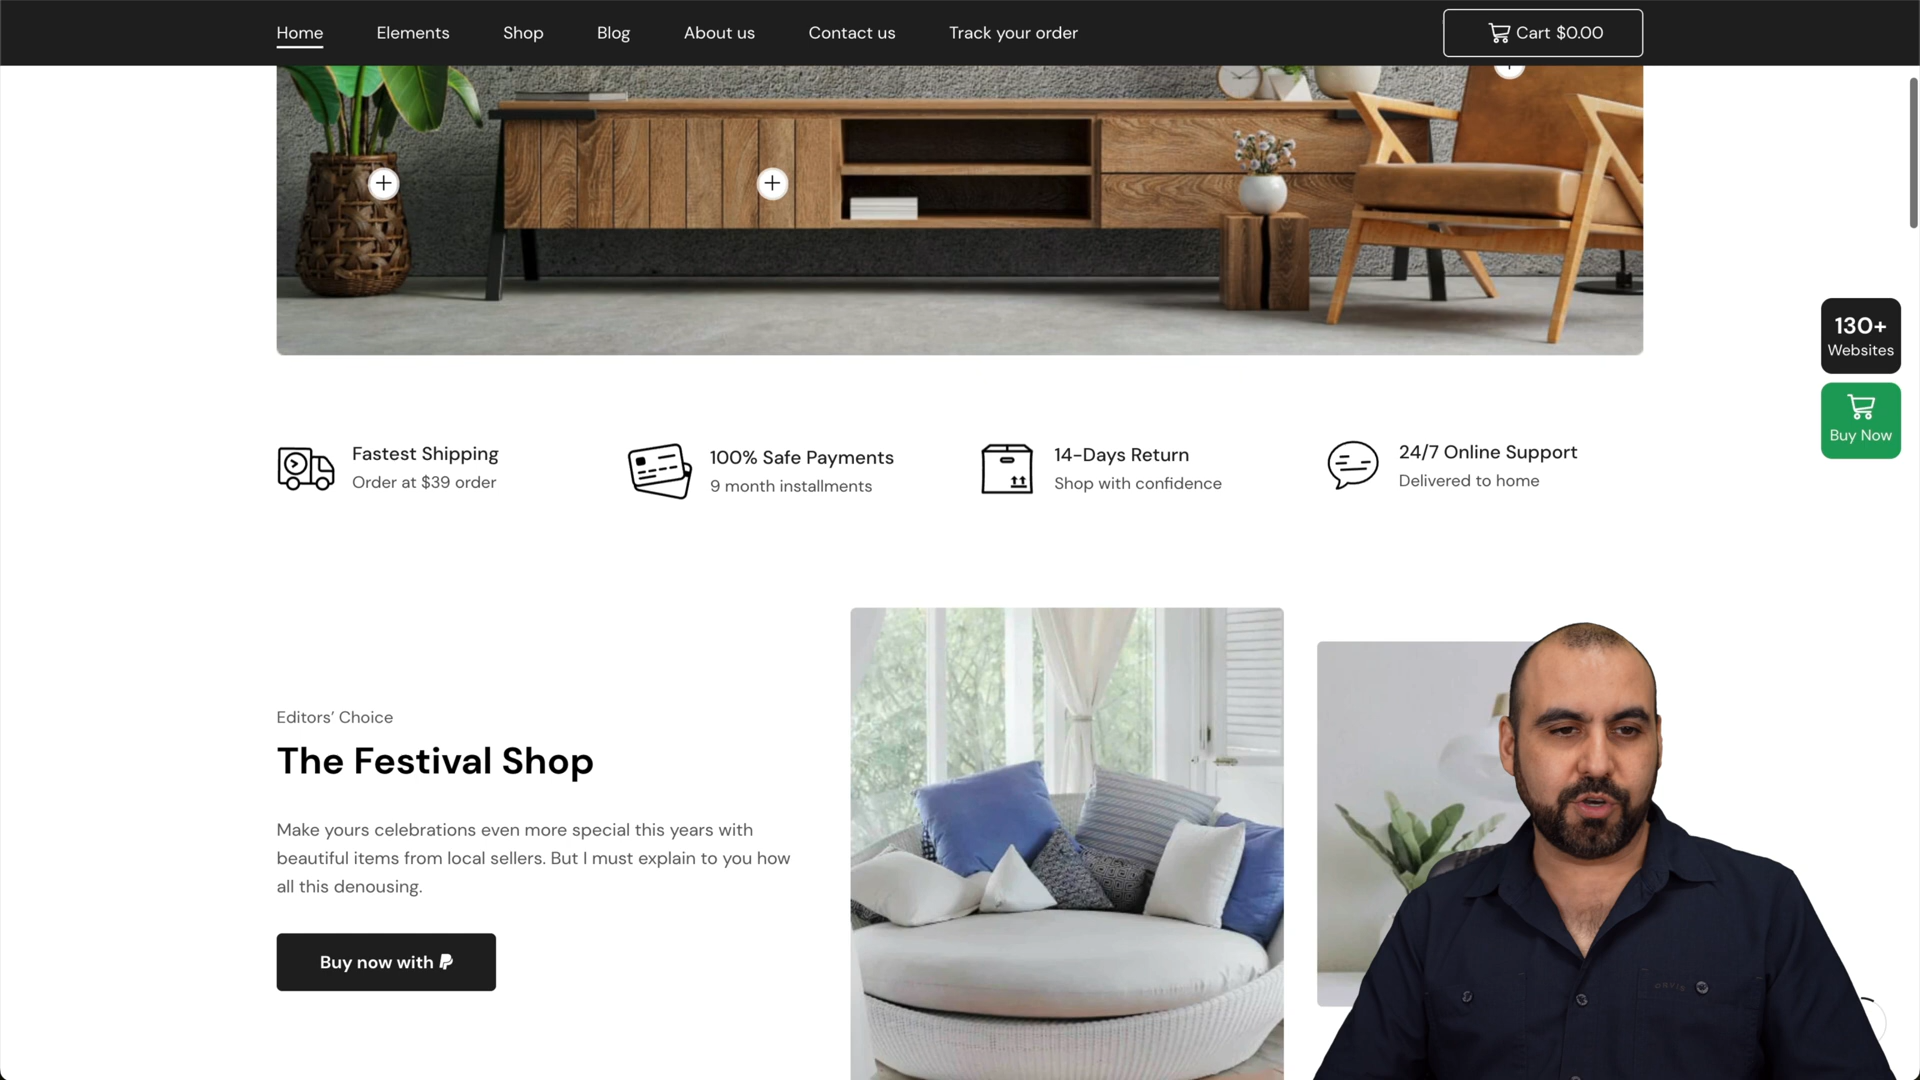 Home Elements Shop Blog About us Contact us Track your order Cart $0.00
130+
Websites
Buy Now
Fastest Shipping
Order at $39 order
100% Safe Payments
9 month installments
14-Days Return
Shop with confidence
24/7 Online Support
Delivered to home
Editors’ Choice
The Festival Shop
Make yours celebrations even more special this years with
beautiful items from local sellers. But I must explain to you how
all this denousing.
Buy now with
ORVIS